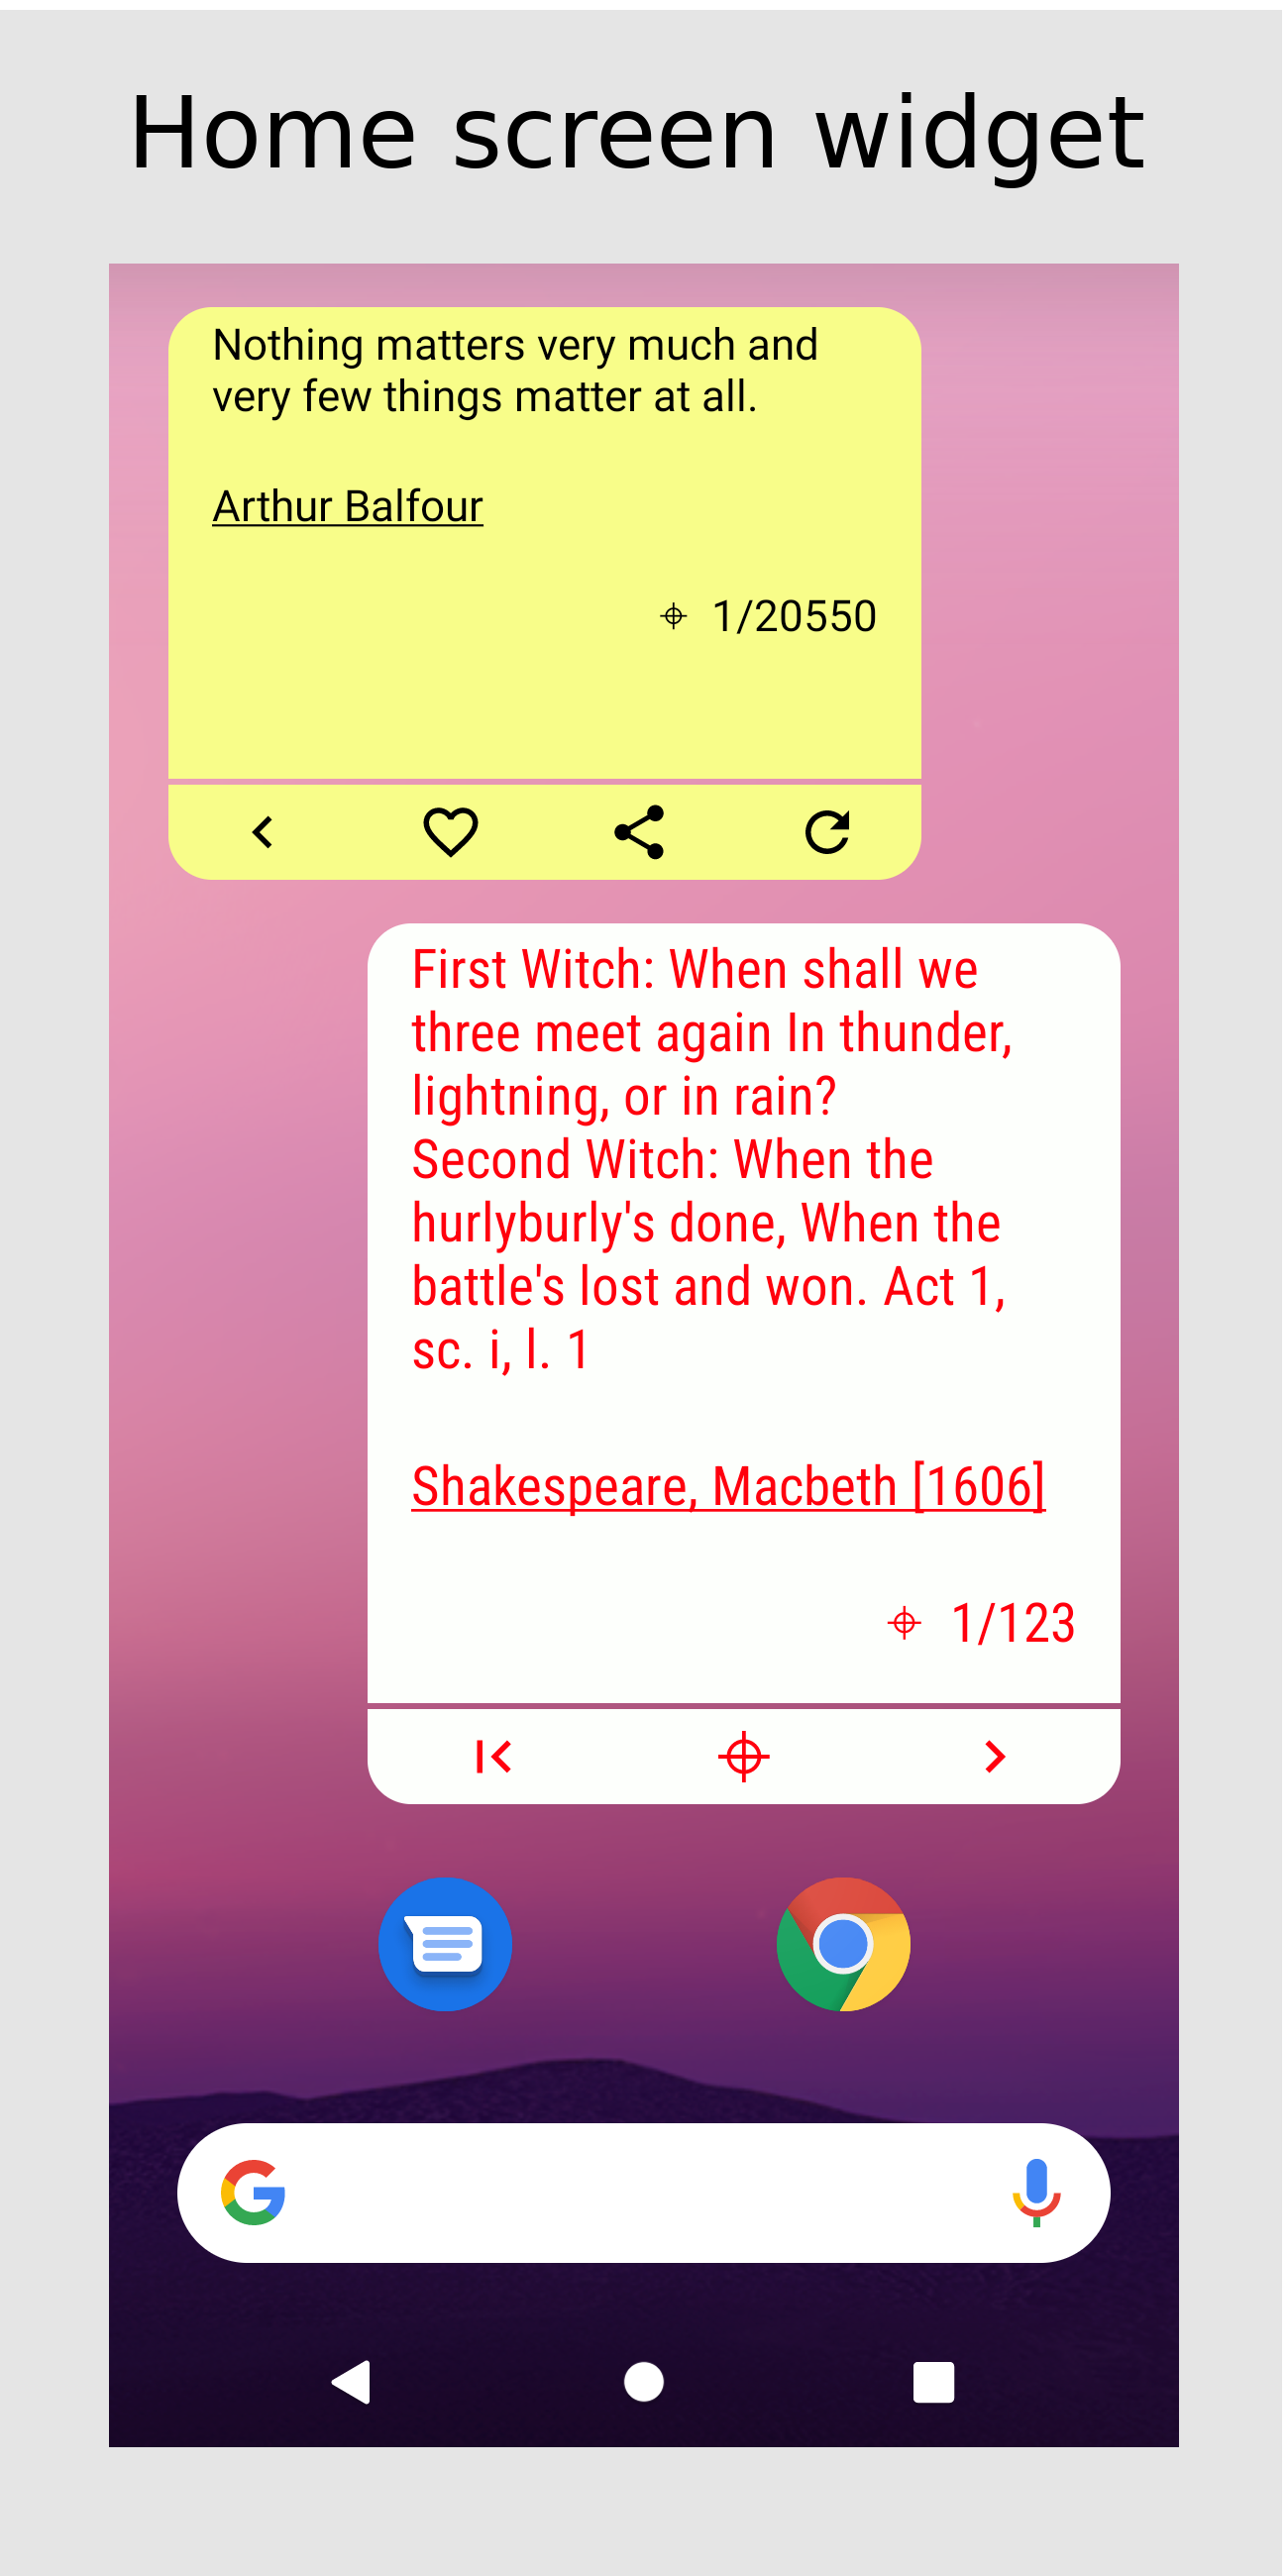 Home screen widget
Nothing matters very much and
very few things matter at all.
Arthur Balfour
1/20550
First Witch: When shall we
three meet again In thunder,
lightning, or in rain?
Second Witch: When the
hurlyburly's done, When the
battle's lost and won. Act 1,
sc. i, l. 1
Shakespeare, Macbeth [1606]
1/123